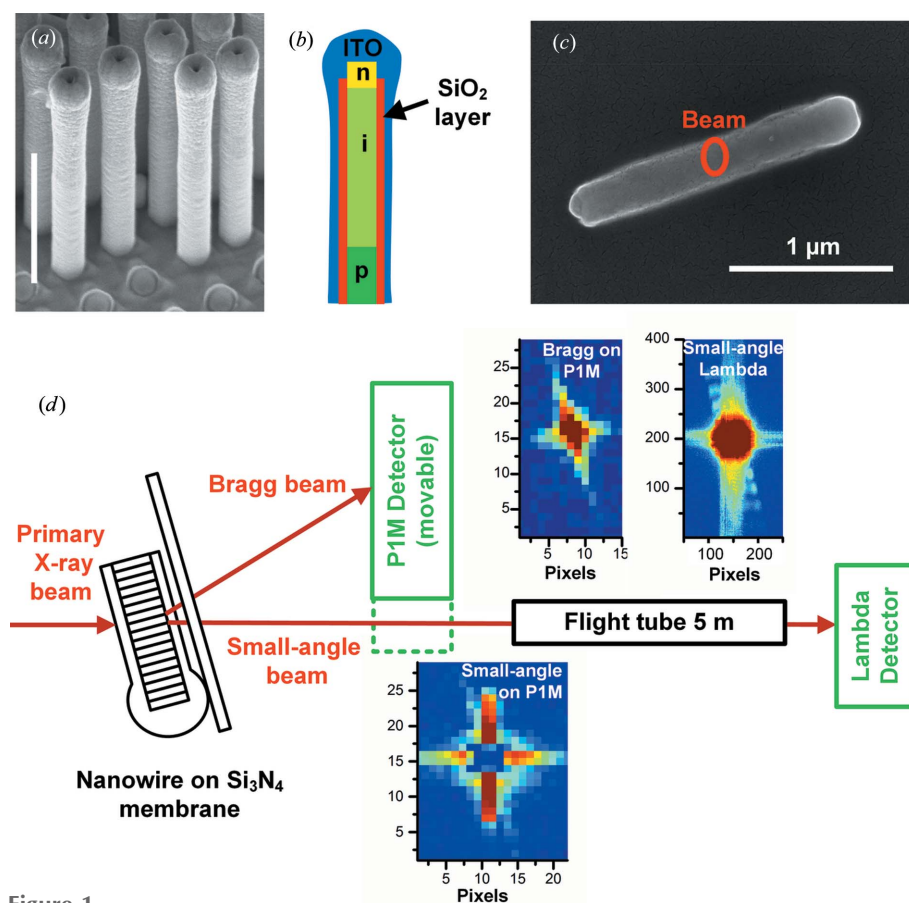 (a)
(b)
ITO
n
SiO₂
layer
i
p
(c)
Beam
1 µm
(d)
Primary
X-ray
beam
Bragg beam
Small-angle
beam
P1M Detector
(movable)
Nanowire on Si₃N₄
membrane
Bragg on
P1M
25
20
15
10
5
5 10 15
Pixels
Small-angle
Lambda
400
300
200
100
100 200
Pixels
Flight tube 5 m
Lambda
Detector
Small-angle
on P1M
25
20
15
10
5
5 10 15 20
Pixels
Figure 1